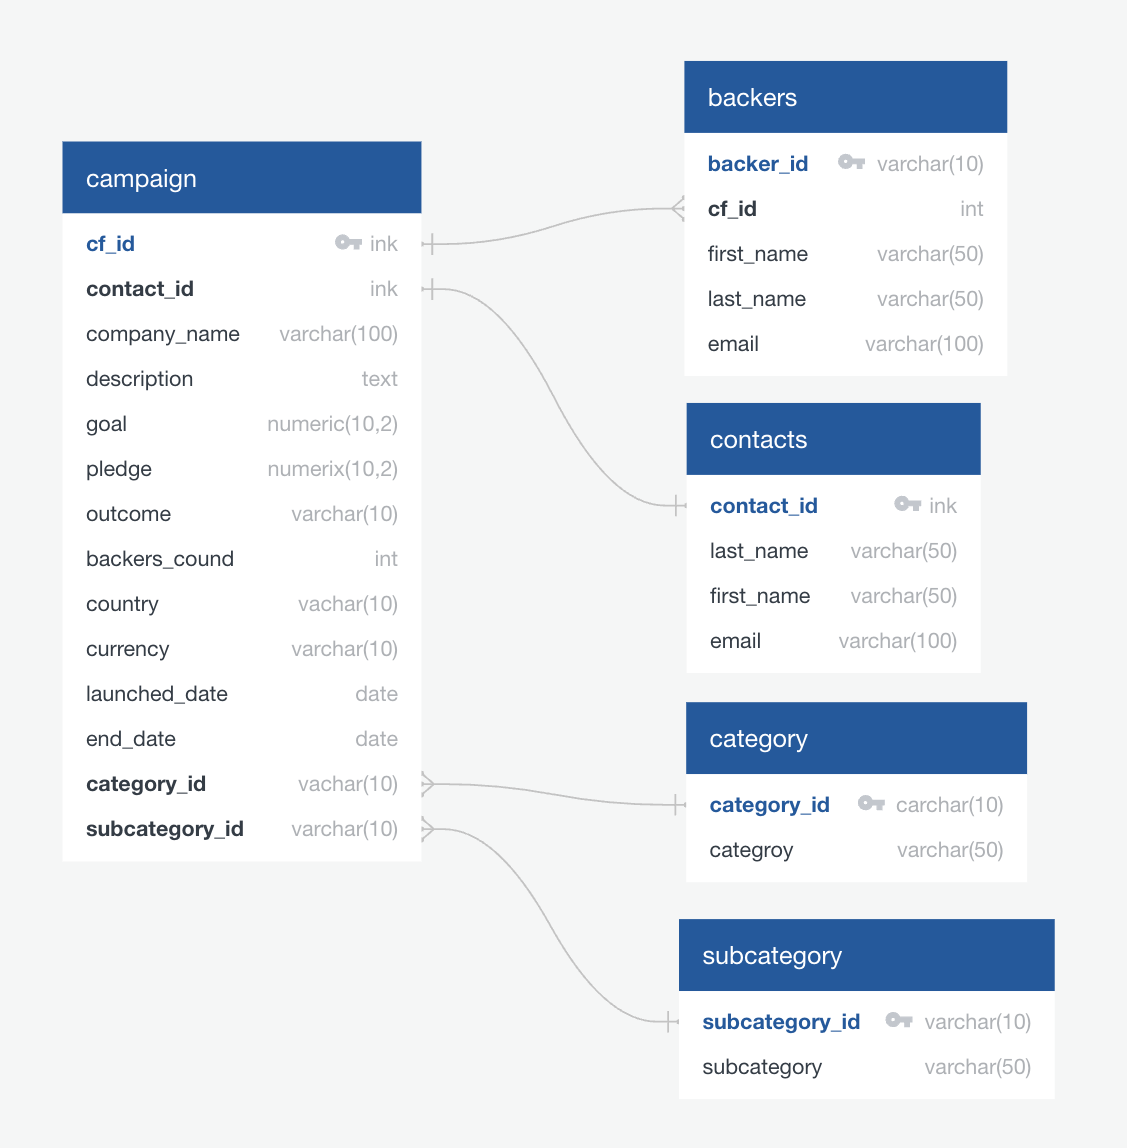 campaign
cf_id ink
contact_id ink
company_name varchar(100)
description text
goal numeric(10,2)
pledge numerix(10,2)
outcome varchar(10)
backers_cound int
country vachar(10)
currency varchar(10)
launched_date date
end_date date
category_id vachar(10)
subcategory_id varchar(10)
backers
backer_id varchar(10)
cf_id int
first_name varchar(50)
last_name varchar(50)
email varchar(100)
contacts
contact_id ink
last_name varchar(50)
first_name varchar(50)
email varchar(100)
category
category_id carchar(10)
categroy varchar(50)
subcategory
subcategory_id varchar(10)
subcategory varchar(50)